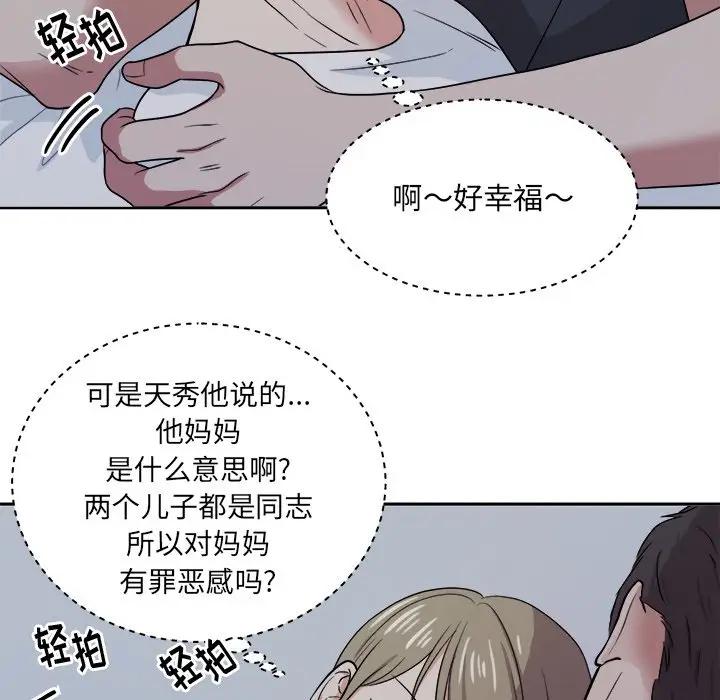 轻拍
啊～好幸福～
可是天秀他说的...
他妈妈
是什么意思啊?
两个儿子都是同志
所以对妈妈
有罪恶感吗?
轻拍
轻拍